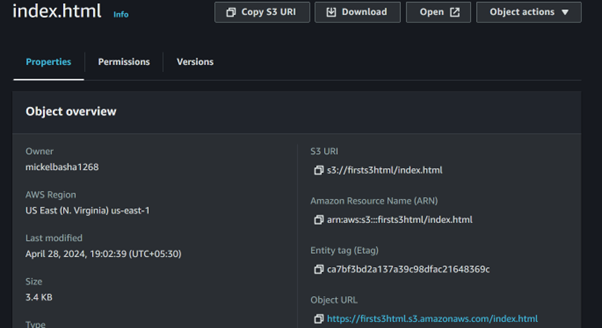 index.html Info
Copy S3 URI Download Open Object actions
Properties Permissions Versions
Object overview
Owner
mickelbasha1268
AWS Region
US East (N. Virginia) us-east-1
Last modified
April 28, 2024, 19:02:39 (UTC+05:30)
Size
3.4 KB
Type
S3 URI
s3://firsts3html/index.html
Amazon Resource Name (ARN)
arn:aws:s3:::firsts3html/index.html
Entity tag (Etag)
ca7bf3bd2a137a39c98dfac21648369c
Object URL
https://firsts3html.s3.amazonaws.com/index.html